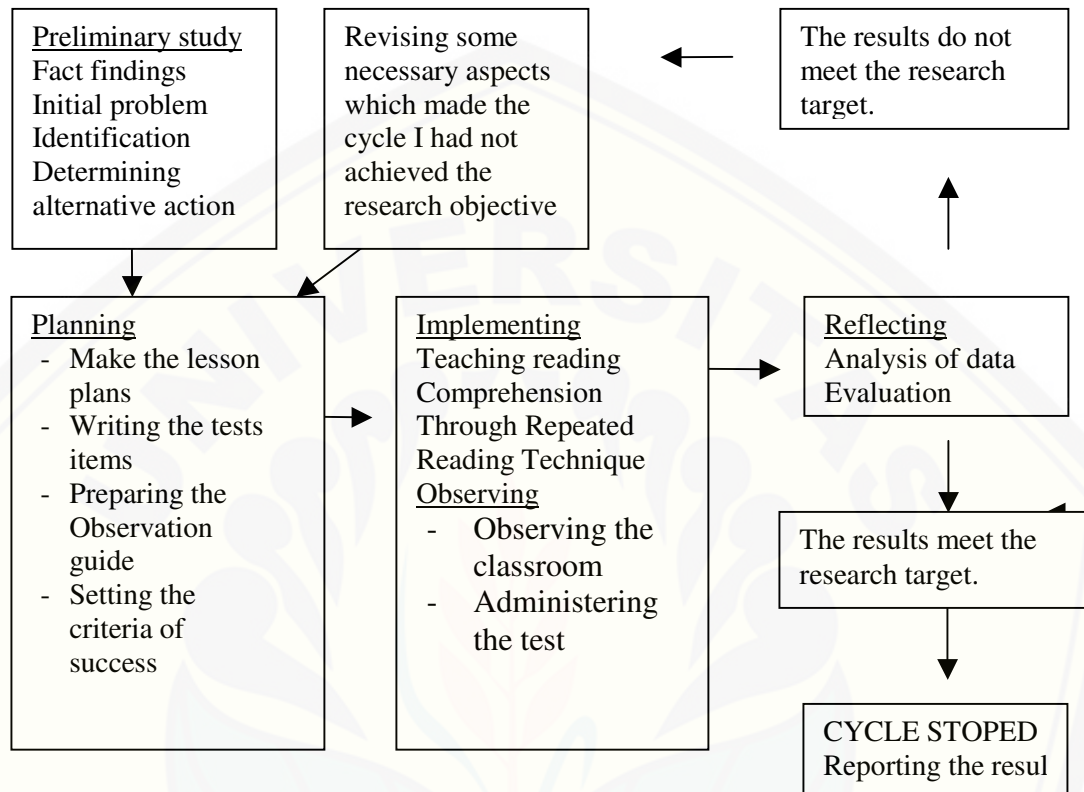 Preliminary study
Fact findings
Initial problem
Identification
Determining
alternative action
Revising some
necessary aspects
which made the
cycle I had not
achieved the
research objective
The results do not
meet the research
target.
Planning
- Make the lesson
plans
- Writing the tests
items
- Preparing the
Observation
guide
- Setting the
criteria of
success
Implementing
Teaching reading
Comprehension
Through Repeated
Reading Technique
Observing
- Observing the
classroom
- Administering
the test
Reflecting
Analysis of data
Evaluation
The results meet the
research target.
CYCLE STOPED
Reporting the resul
UNIVERSITAS